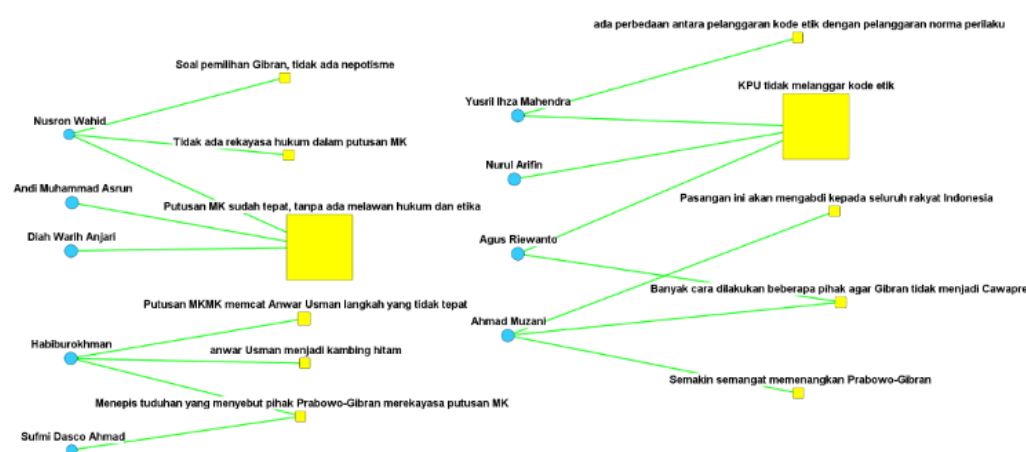 ada perbedaan antara pelanggaran kode etik dengan pelanggaran norma perilaku
Soal pemilihan Gibran, tidak ada nepotisme
KPU tidak melanggar kode etik
Yusril Ihza Mahendra
Nusron Wahid
Tidak ada rekayasa hukum dalam putusan MK
Nurul Arifin
Andi Muhammad Asrun
Pasangan ini akan mengabdi kepada seluruh rakyat Indonesia
Putusan MK sudah tepat, tanpa ada melawan hukum dan etika
Diah Warih Anjari
Agus Riewanto
Banyak cara dilakukan beberapa pihak agar Gibran tidak menjadi Cawapre
Putusan MKMK memcat Anwar Usman langkah yang tidak tepat
Ahmad Muzani
Habiburokhman
anwar Usman menjadi kambing hitam
Semakin semangat memenangkan Prabowo-Gibran
Menepis tuduhan yang menyebut pihak Prabowo-Gibran merekayasa putusan MK
Sufmi Dasco Ahmad